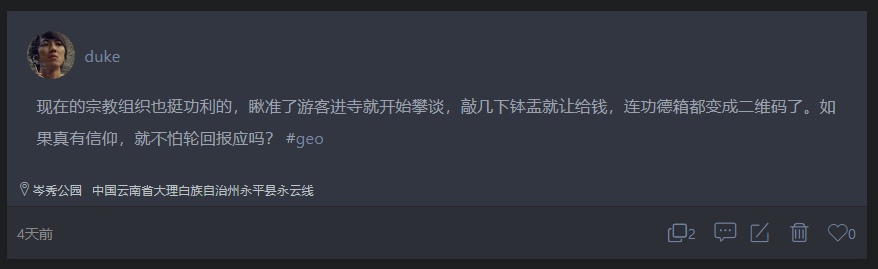 duke
现在的宗教组织也挺功利的，瞅准了游客进寺就开始攀谈，敲几下钵盂就让给钱，连功德箱都变成二维码了。如
果真有信仰，就不怕轮回报应吗？ #geo
岑秀公园 中国云南省大理白族自治州永平县永云线
4天前 2 0